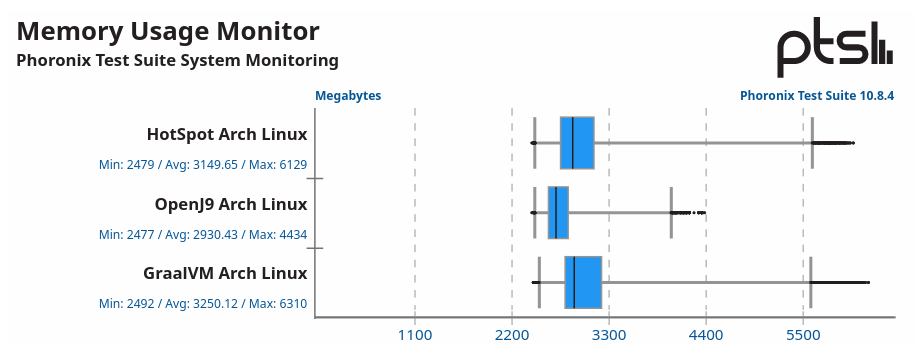 Memory Usage Monitor
Phoronix Test Suite System Monitoring
ptsl
Megabytes
Phoronix Test Suite 10.8.4
HotSpot Arch Linux
Min: 2479 / Avg: 3149.65 / Max: 6129
OpenJ9 Arch Linux
Min: 2477 / Avg: 2930.43 / Max: 4434
GraalVM Arch Linux
Min: 2492 / Avg: 3250.12 / Max: 6310
1100 2200 3300 4400 5500